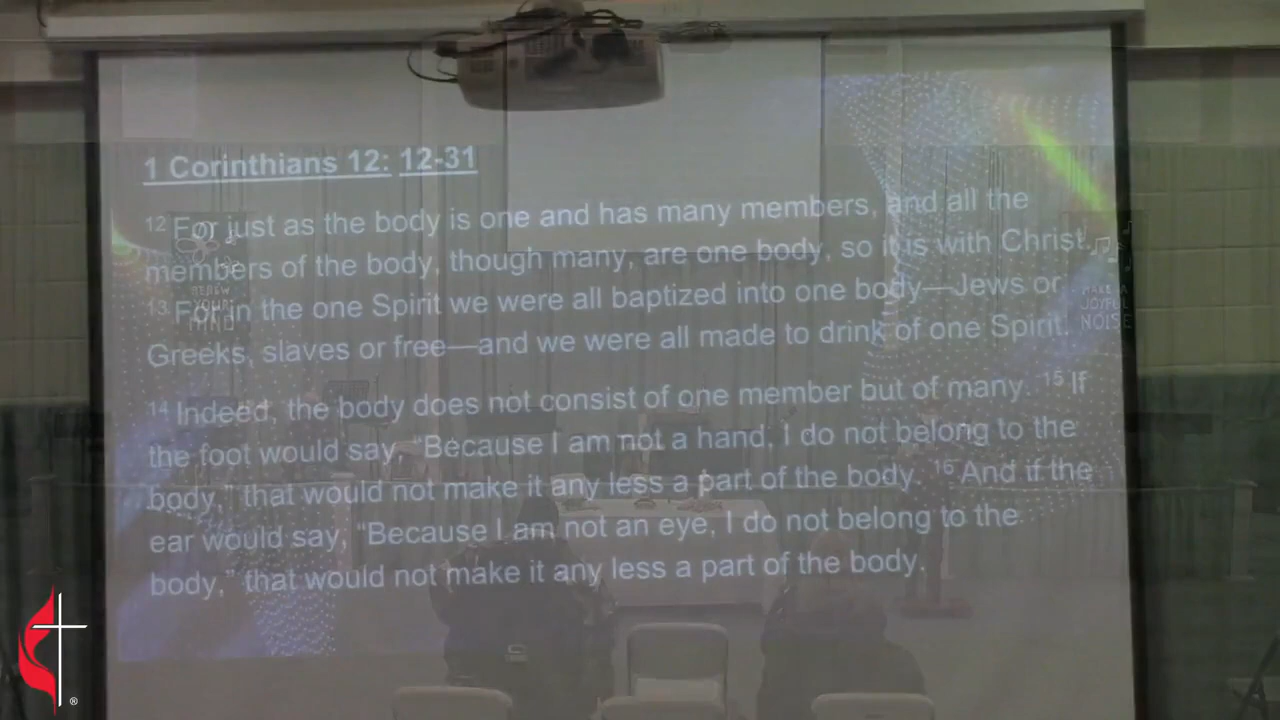 1 Corinthians 12: 12-31
12 For just as the body is one and has many members, and all the
members of the body, though many, are one body, so it is with Christ.
13 For in the one Spirit we were all baptized into one body—Jews or
Greeks, slaves or free—and we were all made to drink of one Spirit.
14 Indeed, the body does not consist of one member but of many. 15 If
the foot would say, “Because I am not a hand, I do not belong to the
body,” that would not make it any less a part of the body. 16 And if the
ear would say, “Because I am not an eye, I do not belong to the
body,” that would not make it any less a part of the body.
RENEW
YOUR
MIND
MAKE A
JOYFUL
NOISE
®